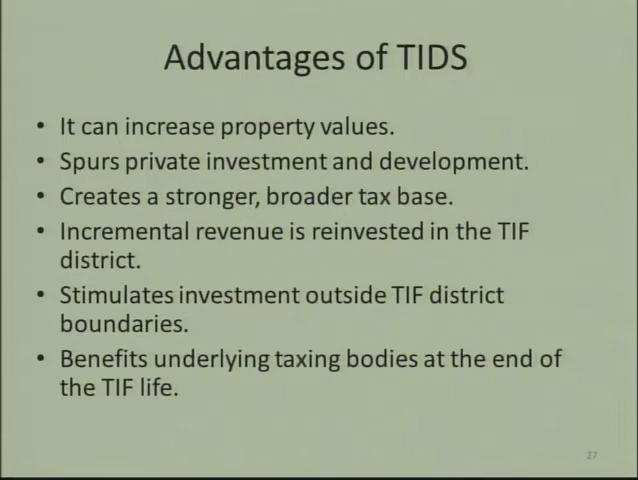 Advantages of TIDS
• It can increase property values.
• Spurs private investment and development.
• Creates a stronger, broader tax base.
• Incremental revenue is reinvested in the TIF
district.
• Stimulates investment outside TIF district
boundaries.
• Benefits underlying taxing bodies at the end of
the TIF life.
27